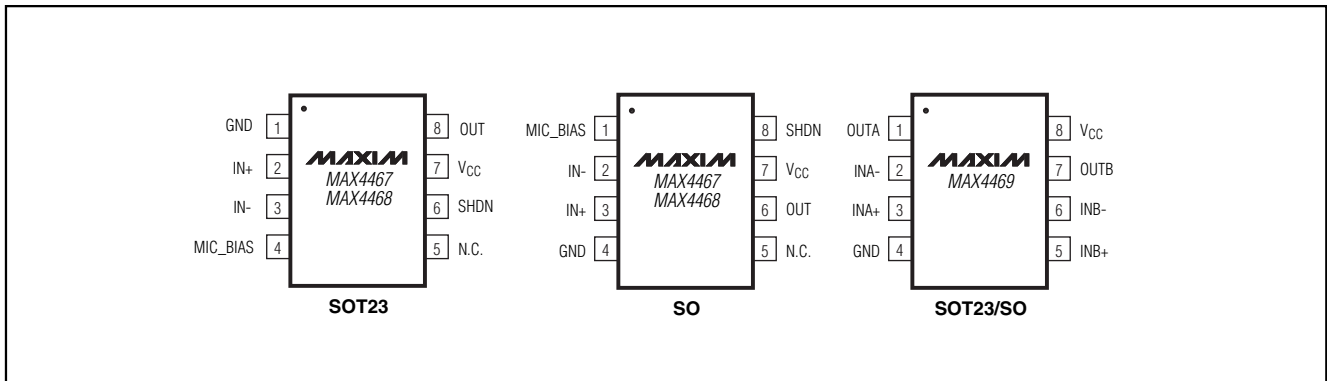 GND 1
IN+ 2
IN- 3
MIC_BIAS 4
MAXIM
MAX4467
MAX4468
8 OUT
7 VCC
6 SHDN
5 N.C.
SOT23
MIC_BIAS 1
IN- 2
IN+ 3
GND 4
MAXIM
MAX4467
MAX4468
8 SHDN
7 VCC
6 OUT
5 N.C.
SO
OUTA 1
INA- 2
INA+ 3
GND 4
MAXIM
MAX4469
8 VCC
7 OUTB
6 INB-
5 INB+
SOT23/SO